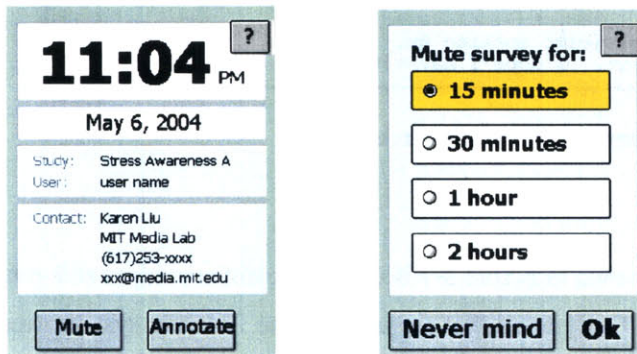 ?
11:04 PM
May 6, 2004
Study: Stress Awareness A
User: user name
Contact: Karen Liu
MIT Media Lab
(617)253-xxxx
xxx@media.mit.edu
Mute Annotate
?
Mute survey for:
15 minutes
30 minutes
1 hour
2 hours
Never mind Ok